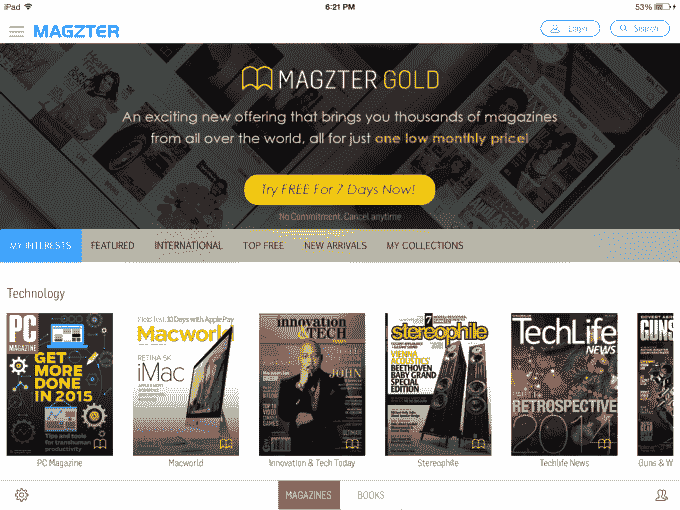 iPad 6:21 PM 53%
MAGZTER Login Search
MAGZTER GOLD
An exciting new offering that brings you thousands of magazines
from all over the world, all for just one low monthly price!
Try FREE For 7 Days Now!
No Commitment. Cancel anytime
MY INTERESTS FEATURED INTERNATIONAL TOP FREE NEW ARRIVALS MY COLLECTIONS
Technology
PC
MAGAZINE
GET
MORE
DONE
IN 2015
Tips and tools
for transhuman
productivity
Field Test: 10 Days with Apple Pay
Macworld
RETINA 5K
iMac
innovation
&TECH
JOHN
7
stereophile
BEETHOVEN
BABY GRAND
SPECIAL
EDITION
TechLife
NEWS
RETROSPECTIVE
2014
GUNS
PC Magazine Macworld Innovation & Tech Today Stereophile Techlife News Guns & W
MAGAZINES BOOKS